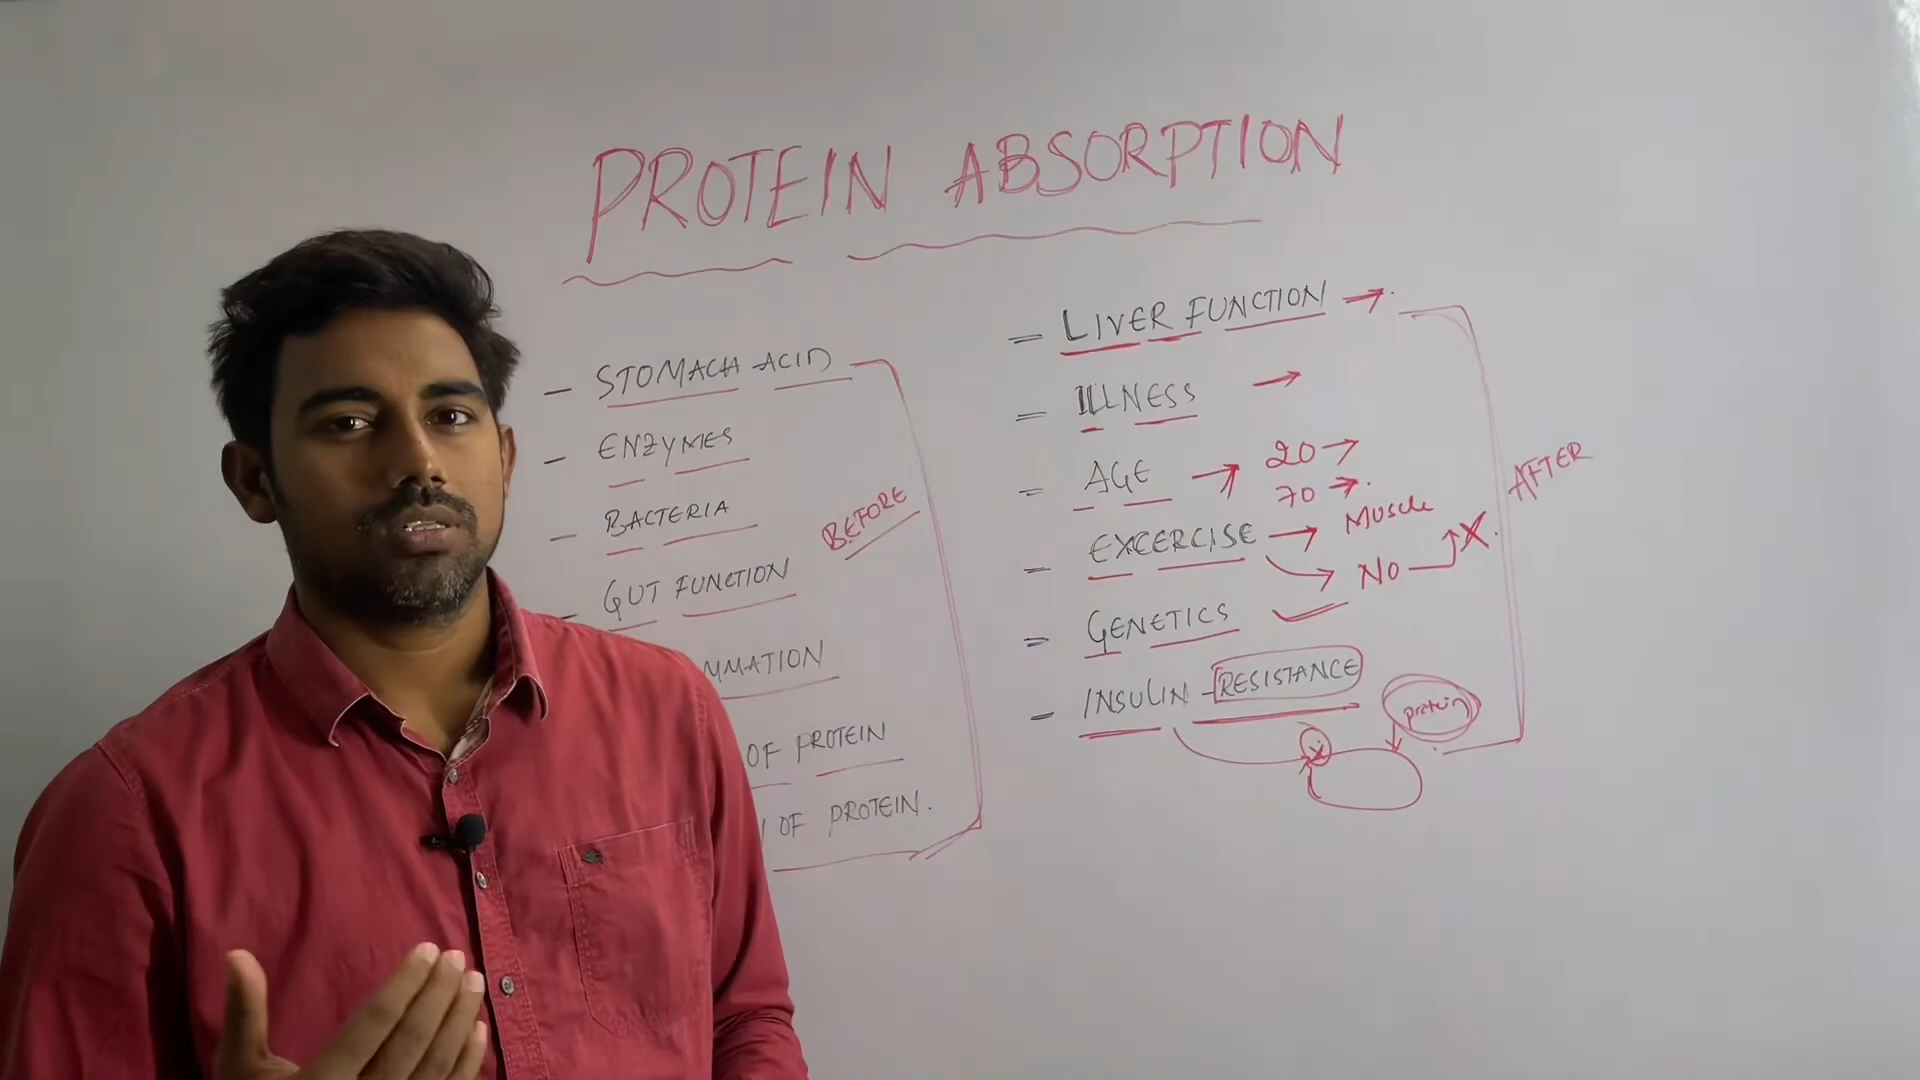 PROTEIN ABSORPTION
- STOMACH ACID
- ENZYMES
- BACTERIA
- GUT FUNCTION
MMATION
OF PROTEIN
OF PROTEIN.
BEFORE
= LIVER FUNCTION →
= ILLNESS →
= AGE → 20 →
70 →
- EXCERCISE → Muscle
→ NO X
= GENETICS
- INSULIN - RESISTANCE
protein
x
AFTER